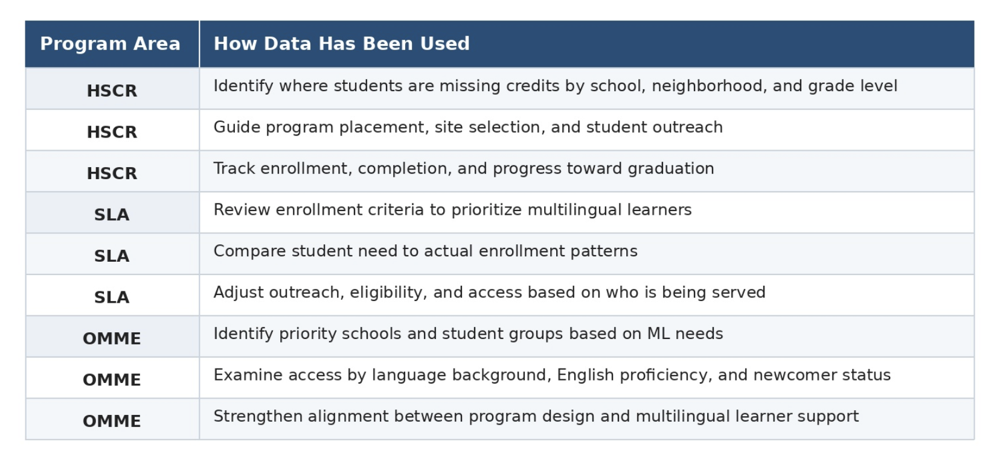 Program Area How Data Has Been Used
HSCR Identify where students are missing credits by school, neighborhood, and grade level
HSCR Guide program placement, site selection, and student outreach
HSCR Track enrollment, completion, and progress toward graduation
SLA Review enrollment criteria to prioritize multilingual learners
SLA Compare student need to actual enrollment patterns
SLA Adjust outreach, eligibility, and access based on who is being served
OMME Identify priority schools and student groups based on ML needs
OMME Examine access by language background, English proficiency, and newcomer status
OMME Strengthen alignment between program design and multilingual learner support